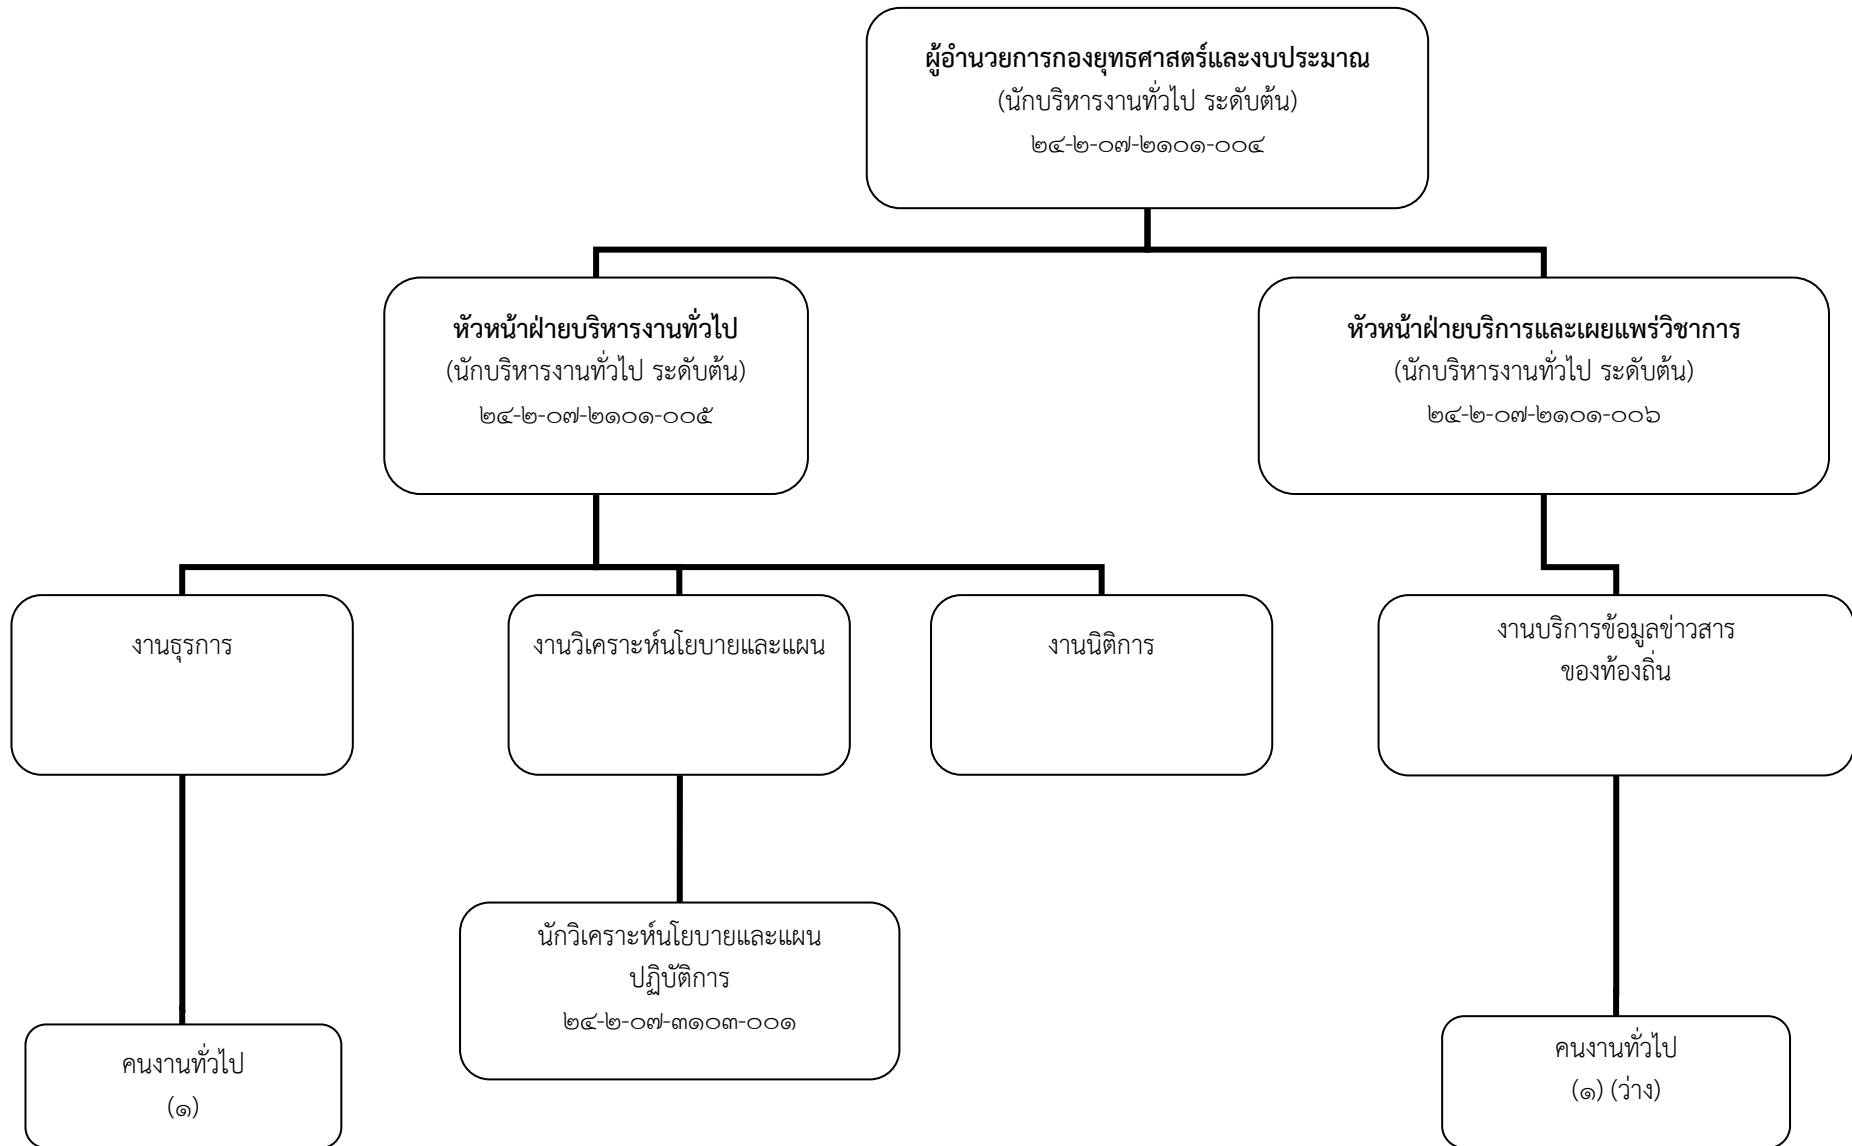 ผู้อำนวยการกองยุทธศาสตร์และงบประมาณ
(นักบริหารงานทั่วไป ระดับต้น)
๒๔-๒-๐๗-๒๑๐๑-๐๐๔
หัวหน้าฝ่ายบริหารงานทั่วไป
(นักบริหารงานทั่วไป ระดับต้น)
๒๔-๒-๐๗-๒๑๐๑-๐๐๕
หัวหน้าฝ่ายบริการและเผยแพร่วิชาการ
(นักบริหารงานทั่วไป ระดับต้น)
๒๔-๒-๐๗-๒๑๐๑-๐๐๖
งานธุรการ
งานวิเคราะห์นโยบายและแผน
งานนิติการ
งานบริการข้อมูลข่าวสาร
ของท้องถิ่น
นักวิเคราะห์นโยบายและแผน
ปฏิบัติการ
๒๔-๒-๐๗-๓๑๐๓-๐๐๑
คนงานทั่วไป
(๑)
คนงานทั่วไป
(๑) (ว่าง)